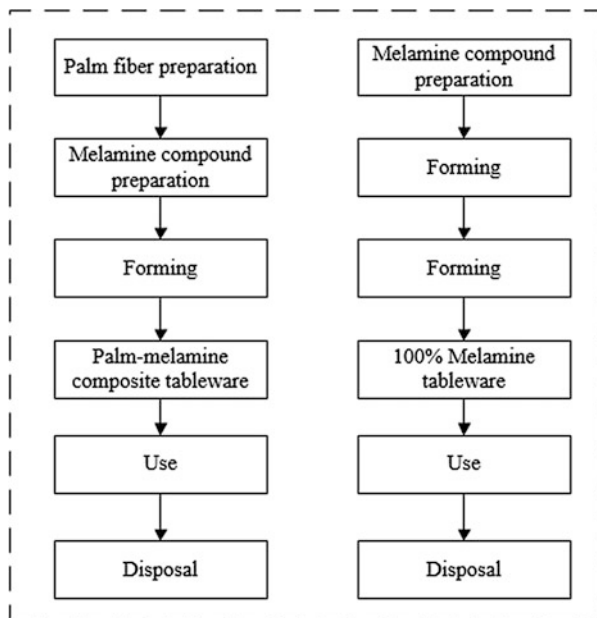 Palm fiber preparation
Melamine compound
preparation
Forming
Palm-melamine
composite tableware
Use
Disposal
Melamine compound
preparation
Forming
Forming
100% Melamine
tableware
Use
Disposal